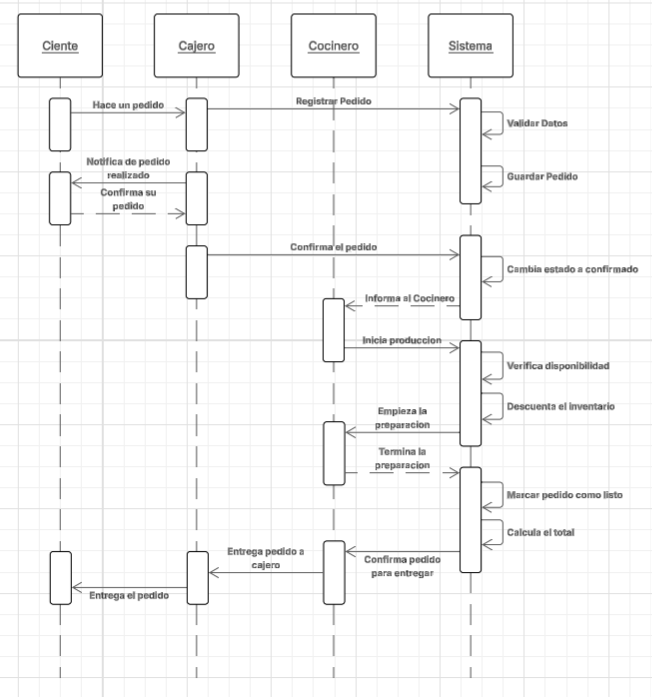 Ciente
Cajero
Cocinero
Sistema
Hace un pedido
Registrar Pedido
Validar Datos
Notifica de pedido
realizado
Guardar Pedido
Confirma su
pedido
Confirma el pedido
Cambia estado a confirmado
Informa al Cocinero
Inicia produccion
Verifica disponibilidad
Descuenta el inventario
Empieza la
preparacion
Termina la
preparacion
Marcar pedido como listo
Calcula el total
Entrega pedido a
cajero
Confirma pedido
para entregar
Entrega el pedido